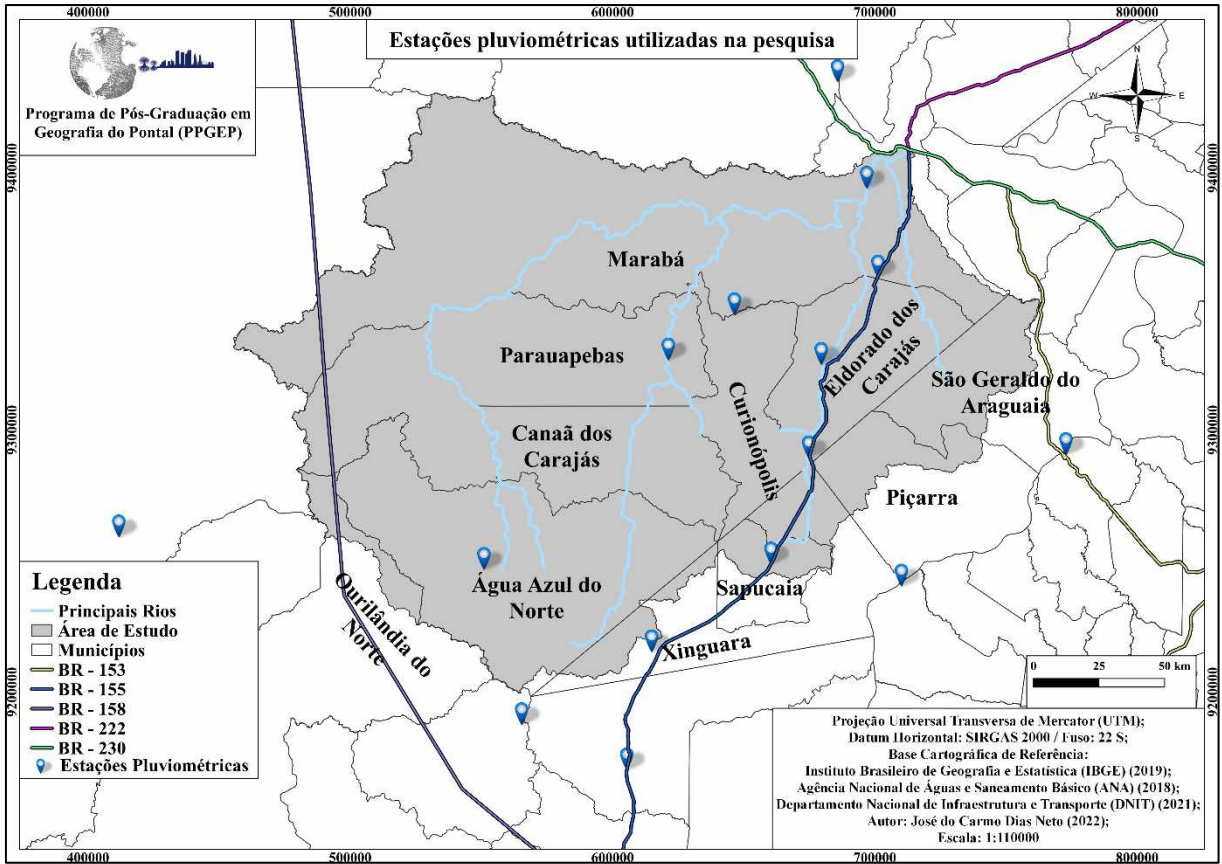 400000 500000 600000 700000 800000
Estações pluviométricas utilizadas na pesquisa
Programa de Pós-Graduação em
Geografia do Pontal (PPGEP)
N
W E
S
9400000 9400000
Marabá
Parauapebas
Eldorado dos
Carajás
São Geraldo do
Araguaia
9300000 9300000
Canaã dos
Carajás
Curionópolis
Piçarra
Água Azul do
Norte
Sapucaia
Ourilândia do
Norte
Xinguara
9200000 9200000
Legenda
Principais Rios
Área de Estudo
Municípios
BR - 153
BR - 155
BR - 158
BR - 222
BR - 230
Estações Pluviométricas
0 25 50 km
Projeção Universal Transversa de Mercator (UTM);
Datum Horizontal: SIRGAS 2000 / Fuso: 22 S;
Base Cartográfica de Referência:
Instituto Brasileiro de Geografia e Estatística (IBGE) (2019);
Agência Nacional de Águas e Saneamento Básico (ANA) (2018);
Departamento Nacional de Infraestrutura e Transporte (DNIT) (2021);
Autor: José do Carmo Dias Neto (2022);
Escala: 1:110000
400000 500000 600000 700000 800000